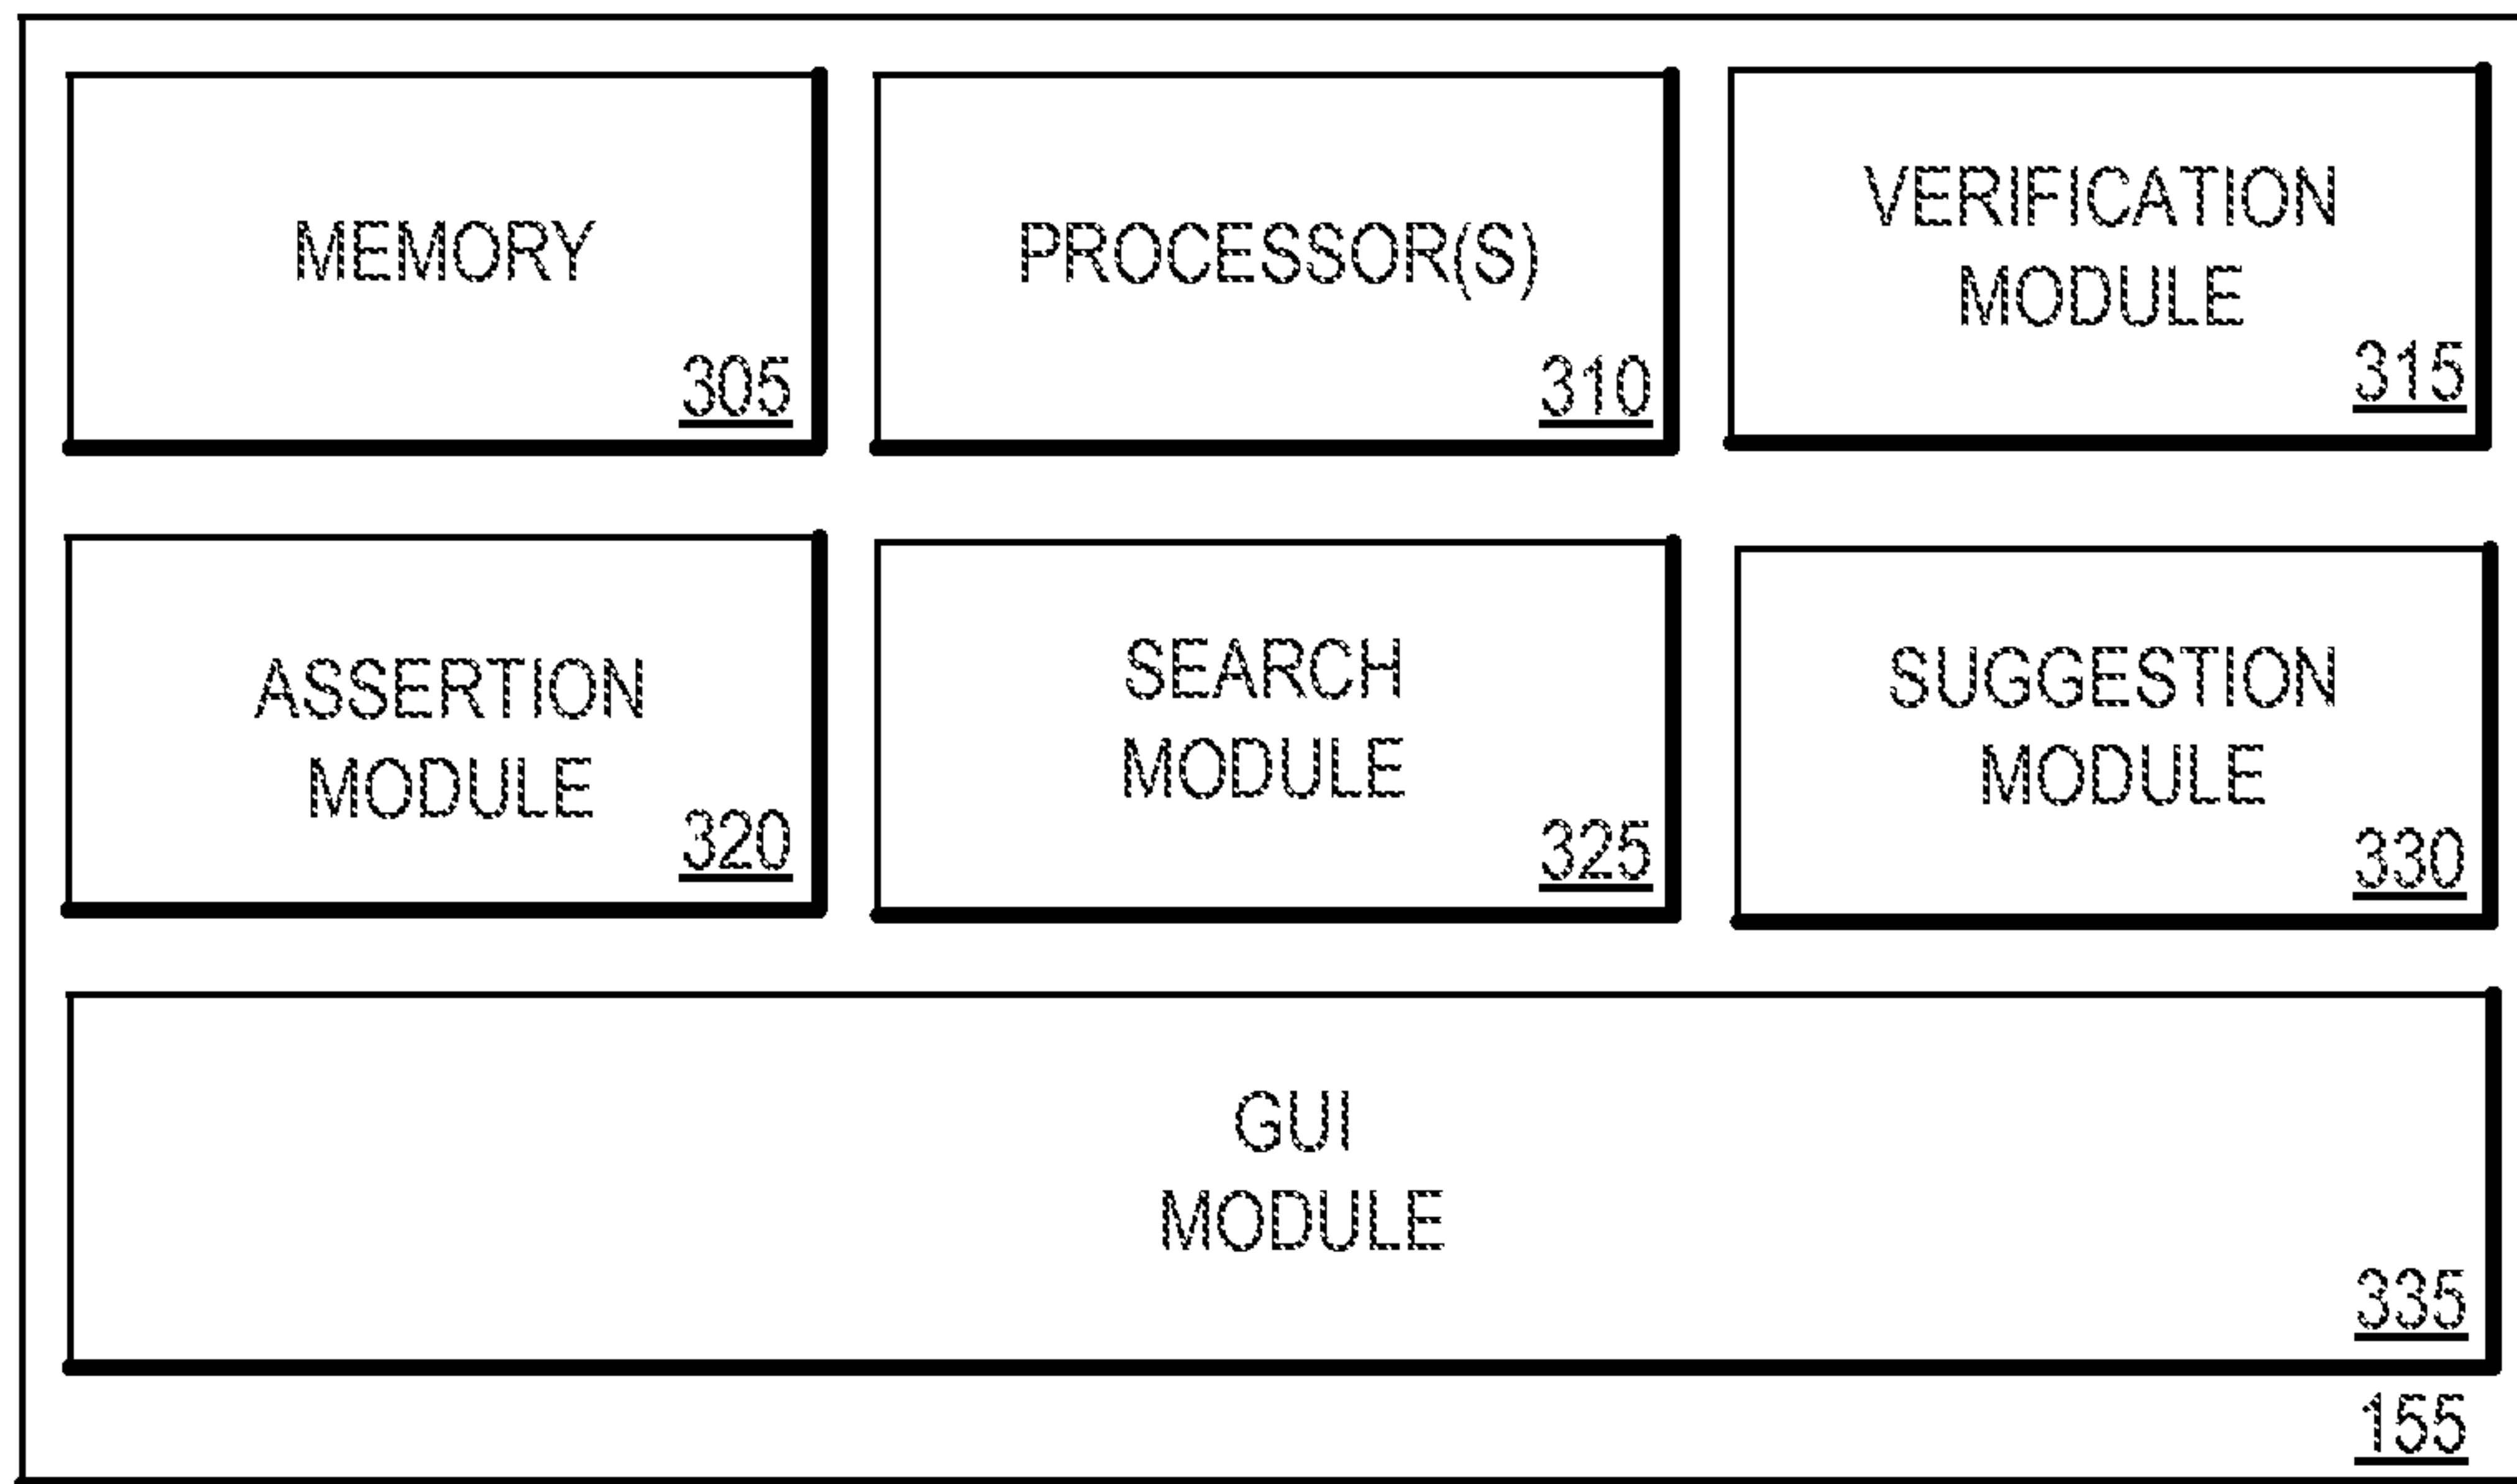 MEMORY
305
PROCESSOR(S)
310
VERIFICATION
MODULE
315
ASSERTION
MODULE
320
SEARCH
MODULE
325
SUGGESTION
MODULE
330
GUI
MODULE
335
155